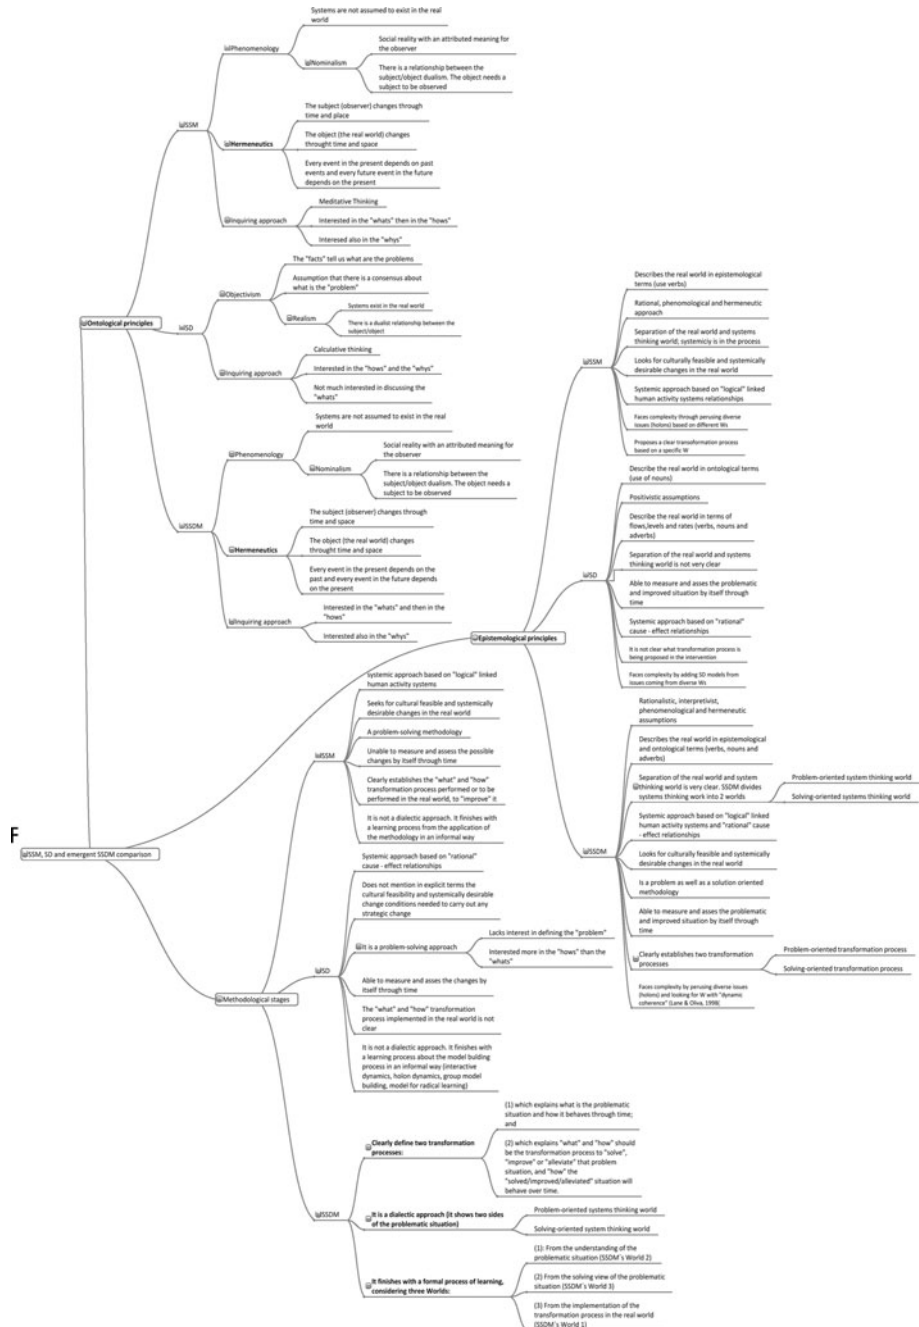 Systems are not assumed to exist in the real
world
Phenomenology
Social reality with an attributed meaning for
the observer
Nominalism
There is a relationship between the
subject/object dualism. The object needs a
subject to be observed
SSM
The subject (observer) changes through
time and place
Hermeneutics
The object (the real world) changes
throught time and space
Every event in the present depends on past
events and every future event in the future
depends on the present
Meditative Thinking
Inquiring approach
Interested in the "whats" then in the "hows"
Interesed also in the "whys"
Ontological principles
The "facts" tell us what are the problems
Objectivism
Assumption that there is a consensus about
what is the "problem"
Realism
Systems exist in the real world
There is a dualist relationship between the
subject/object
SD
Calculative thinking
Inquiring approach
Interested in the "hows" and the "whys"
Not much interested in discussing the
"whats"
Systems are not assumed to exist in the real
world
Phenomenology
Social reality with an attributed meaning for
the observer
Nominalism
There is a relationship between the
subject/object dualism. The object needs a
subject to be observed
SSDM
The subject (observer) changes through
time and space
Hermeneutics
The object (the real world) changes
throught time and space
Every event in the present depends on the
past and every event in the future depends
on the present
Inquiring approach
Interested in the "whats" and then in the
"hows"
Interested also in the "whys"
Epistemological principles
Describes the real world in epistemological
terms (use verbs)
Rational, phenomological and hermeneutic
approach
Separation of the real world and systems
thinking world, systemiciy is in the process
SSM
Looks for culturally feasible and systemically
desirable changes in the real world
Systemic approach based on "logical" linked
human activity systems relationships
Faces complexity through perusing diverse
issues (holons) based on different Ws
Proposes a clear transoformation process
based on a specific W
Describe the real world in ontological terms
(use of nouns)
Positivistic assumptions
Describe the real world in terms of
flows,levels and rates (verbs, nouns and
adverbs)
Separation of the real world and systems
thinking world is not very clear
SD
Able to measure and asses the problematic
and improved situation by itself through
time
Systemic approach based on "rational"
cause - effect relationships
It is not clear what transformation process is
being proposed in the intervention
Faces complexity by adding SD models from
issues coming from diverse Ws
Rationalistic, interpretivist,
phenomological and hermeneutic
assumptions
Describes the real world in epistemological
and ontological terms (verbs, nouns and
adverbs)
Separation of the real world and system
thinking world is very clear. SSDM divides
systems thinking work into 2 worlds
Problem-oriented system thinking world
Solving-oriented systems thinking world
Systemic approach based on "logical" linked
human activity systems and "rational" cause
- effect relationships
SSDM
Looks for culturally feasible and systemically
desirable changes in the real world
Is a problem as well as a solution oriented
methodology
Able to measure and asses the problematic
and improved situation by itself through
time
Clearly establishes two transformation
processes
Problem-oriented transformation process
Solving-oriented transformation process
Faces complexity by perusing diverse issues
(holons) and looking for W with "dynamic
coherence" (Lane & Oliva, 1998(
F
SSM, SD and emergent SSDM comparison
Methodological stages
Systemic approach based on "logical" linked
human activity systems
Seeks for cultural feasible and systemically
desirable changes in the real world
A problem-solving methodology
SSM
Unable to measure and assess the possible
changes by itself through time
Clearly establishes the "what" and "how"
transformation process performed or to be
performed in the real world, to "improve" it
It is not a dialectic approach. It finishes with
a learning process from the application of
the methodology in an informal way
Systemic approach based on "rational"
cause - effect relationships
Does not mention in explicit terms the
cultural feasibility and systemically desirable
change conditions needed to carry out any
strategic change
It is a problem-solving approach
Lacks interest in defining the "problem"
Interested more in the "hows" than the
"whats"
SD
Able to measure and asses the changes by
itself through time
The "what" and "how" transformation
process implemented in the real world is not
clear
It is not a dialectic approach. It finishes with
a learning process about the model bulding
process in an informal way (interactive
dynamics, holon dynamics, group model
building, model for radical learning)
Clearly define two transformation
processes:
(1) which explains what is the problematic
situation and how it behaves through time;
and
(2) which explains "what" and "how" should
be the transformation process to "solve",
"improve" or "alleviate" that problem
situation, and "how" the
"solved/improved/alleviated" situation will
behave over time.
SSDM
It is a dialectic approach (it shows two sides
of the problematic situation)
Problem-oriented systems thinking world
Solving-oriented system thinking world
It finishes with a formal process of learning,
considering three Worlds:
(1): From the understanding of the
problematic situation (SSDM´s World 2)
(2) From the solving view of the problematic
situation (SSDM´s World 3)
(3) From the implementation of the
transformation process in the real world
(SSDM´s World 1)